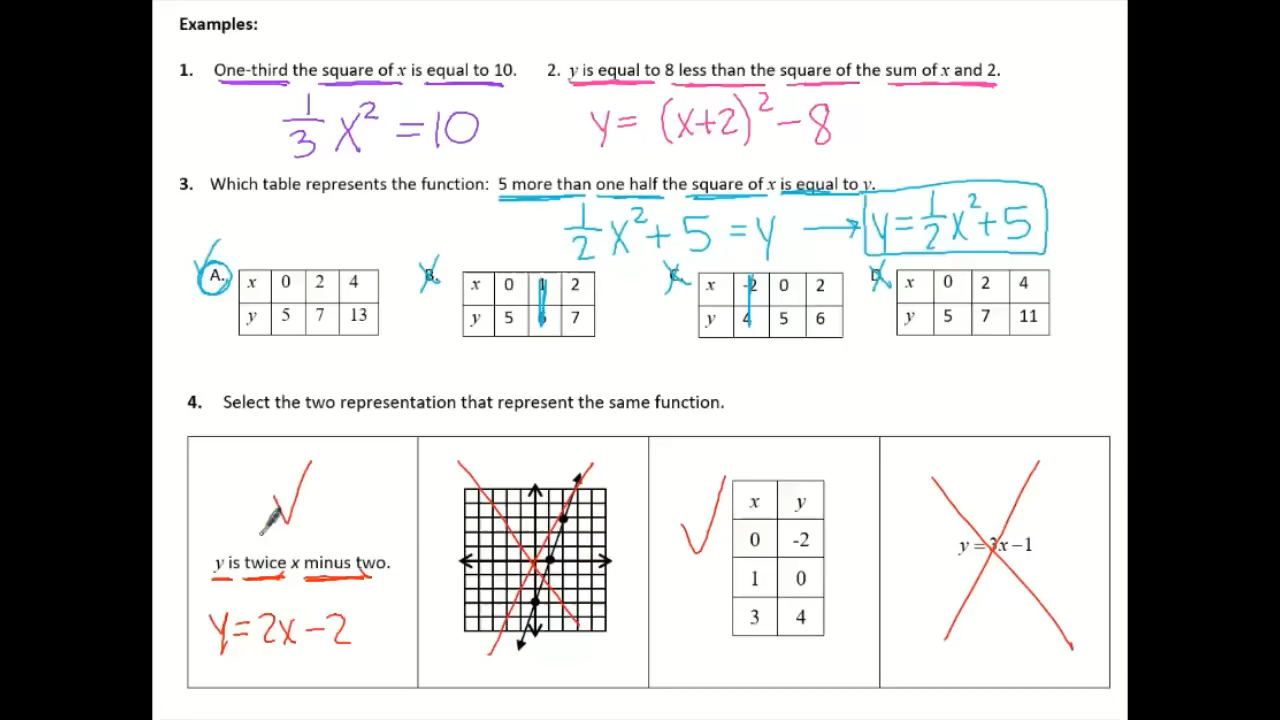 Examples:
1. One-third the square of x is equal to 10. 2. y is equal to 8 less than the square of the sum of x and 2.
1/3 x² = 10 y = (x+2)² - 8
3. Which table represents the function: 5 more than one half the square of x is equal to y.
1/2 x² + 5 = y → y = 1/2 x² + 5
A. x 0 2 4 B. x 0 1 2 C. x -2 0 2 D. x 0 2 4
y 5 7 13 y 5 7 y 4 5 6 y 5 7 11
4. Select the two representation that represent the same function.
x y
0 -2
y is twice x minus two. y = 3x – 1
1 0
y = 2x - 2
3 4